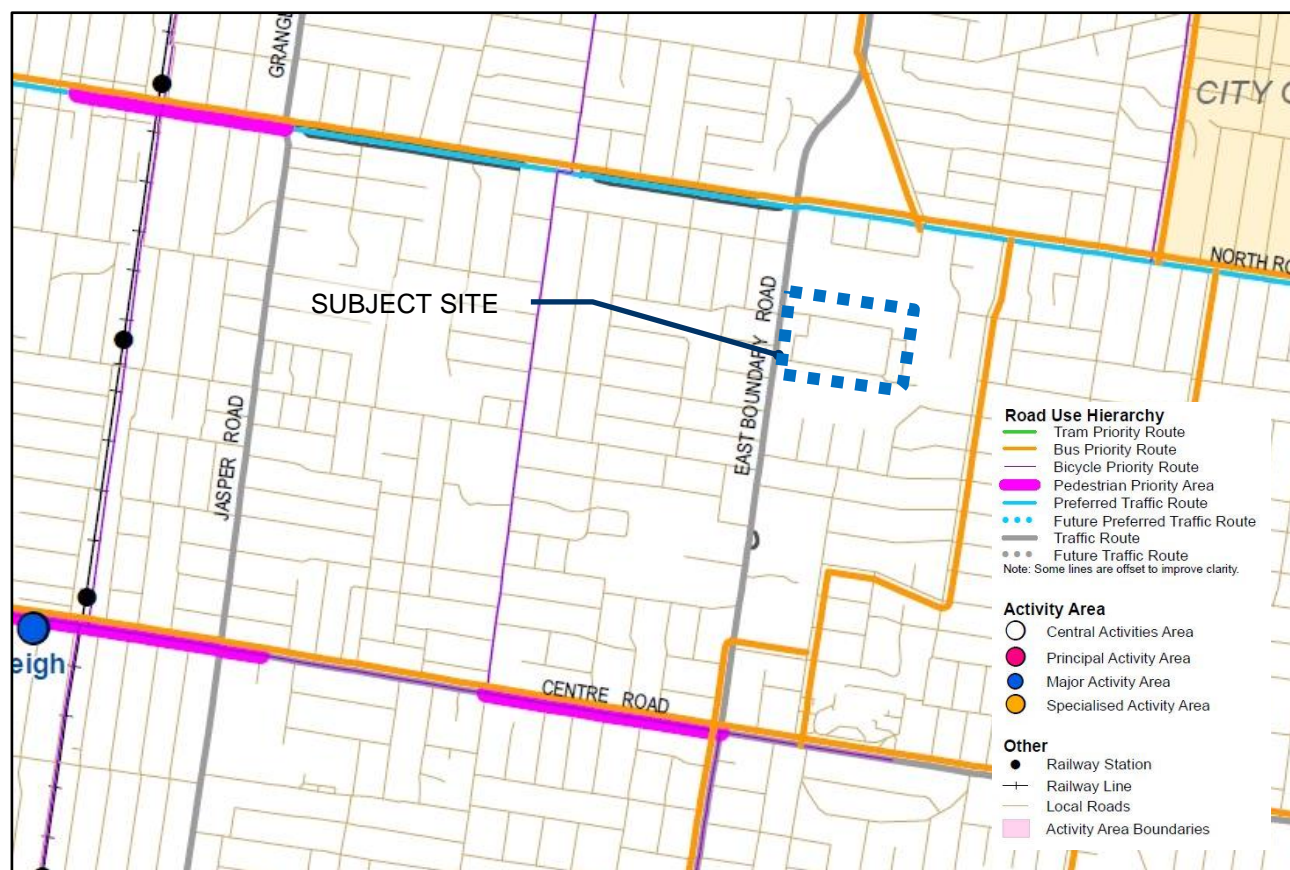 GRANG
CITY
NORTH RO
SUBJECT SITE
EAST BOUNDARY ROAD
JASPER ROAD
eigh
CENTRE ROAD
Road Use Hierarchy
Tram Priority Route
Bus Priority Route
Bicycle Priority Route
Pedestrian Priority Area
Preferred Traffic Route
Future Preferred Traffic Route
Traffic Route
Future Traffic Route
Note: Some lines are offset to improve clarity.
Activity Area
Central Activities Area
Principal Activity Area
Major Activity Area
Specialised Activity Area
Other
Railway Station
Railway Line
Local Roads
Activity Area Boundaries